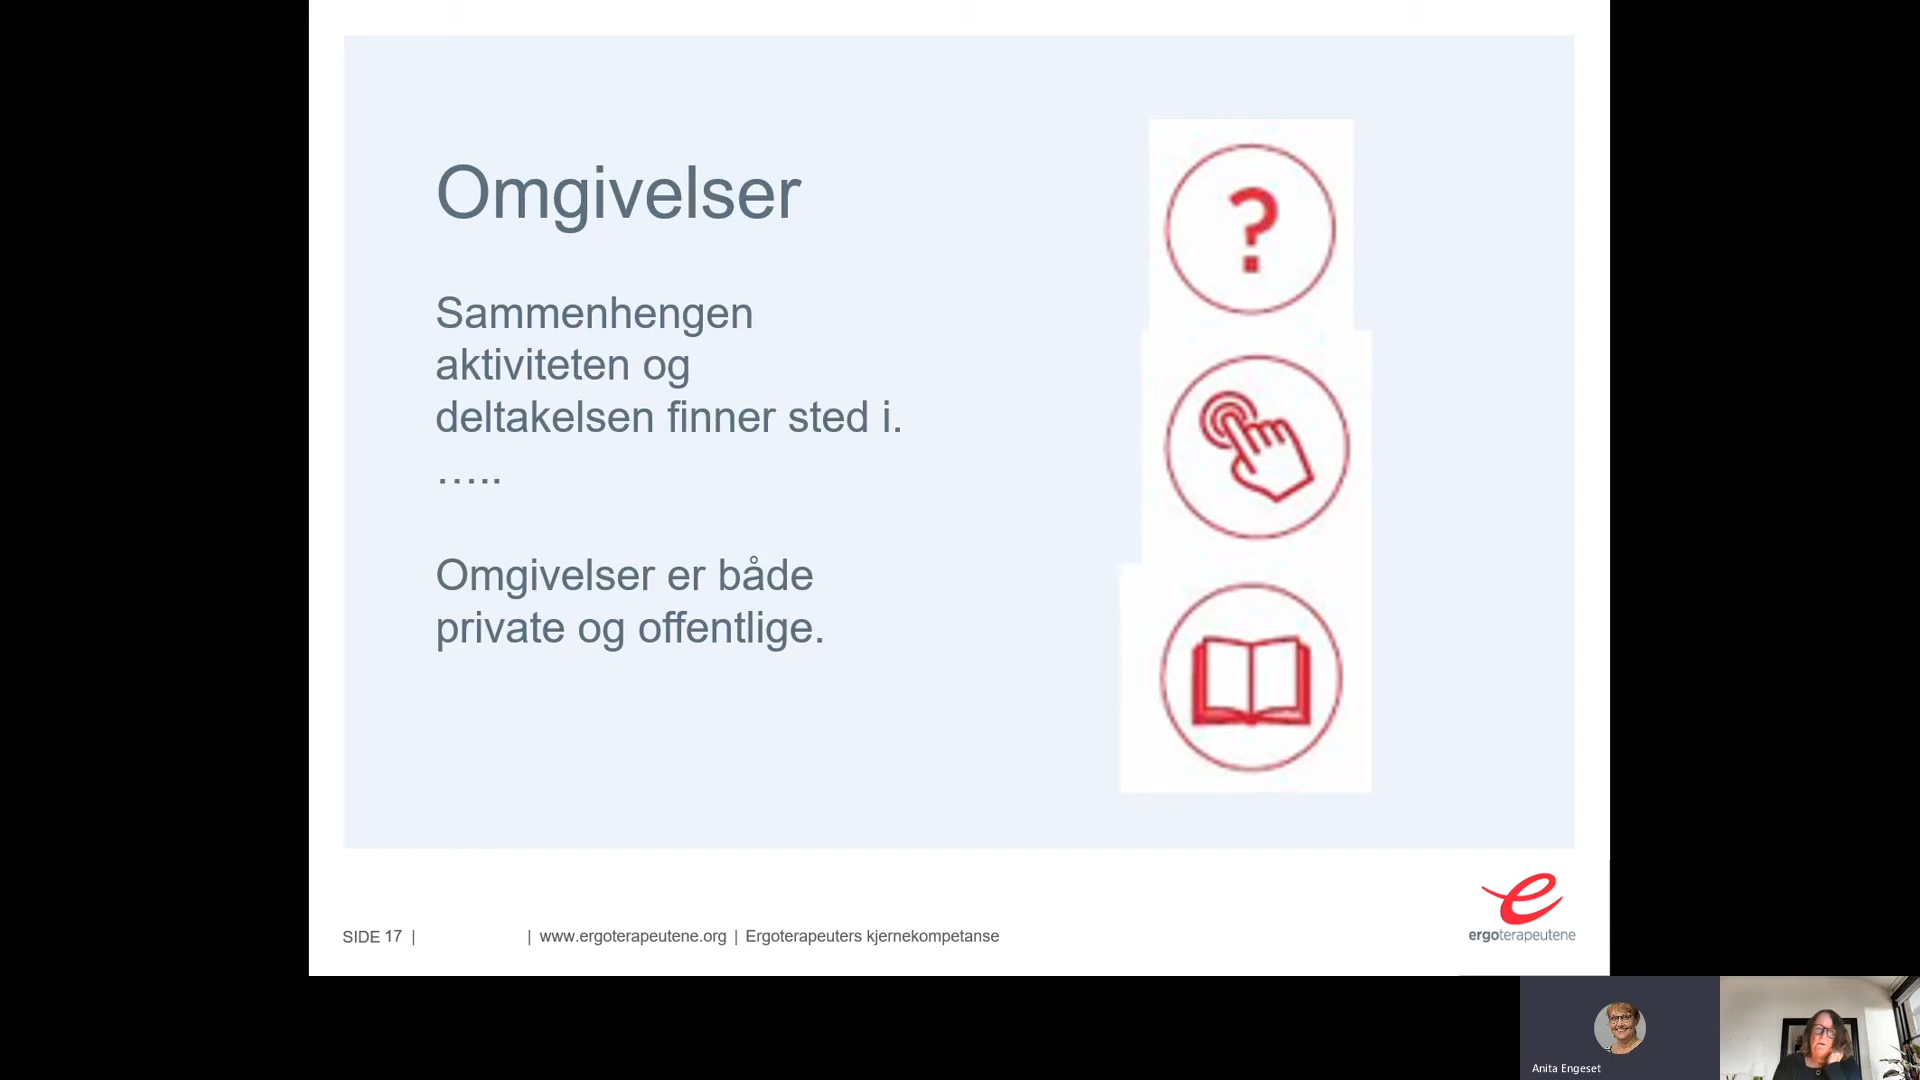 Omgivelser
Sammenhengen
aktiviteten og
deltakelsen finner sted i.
…..
Omgivelser er både
private og offentlige.
?
SIDE 17 | | www.ergoterapeutene.org | Ergoterapeuters kjernekompetanse
ergoterapeutene
Anita Engeset